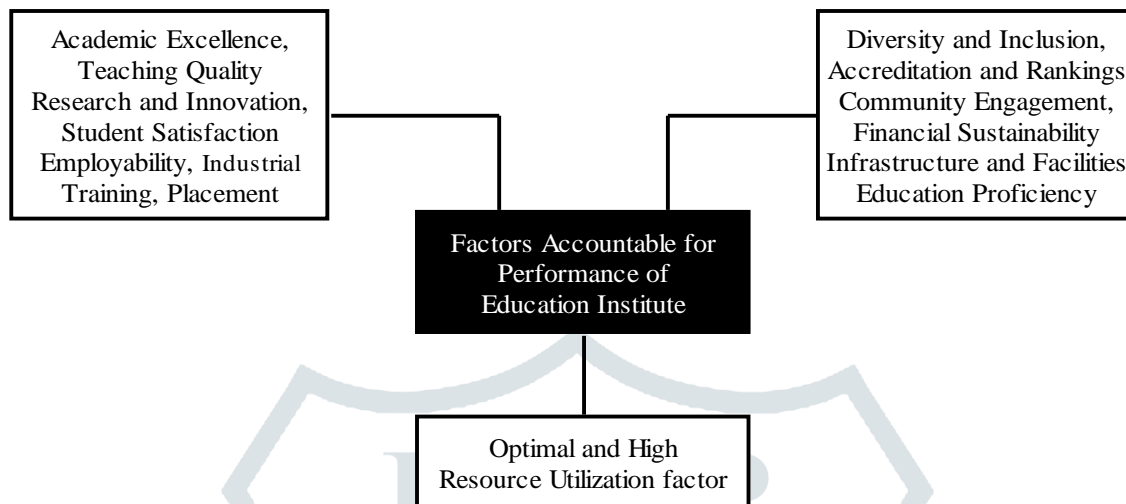 Academic Excellence,
Teaching Quality
Research and Innovation,
Student Satisfaction
Employability, Industrial
Training, Placement
Diversity and Inclusion,
Accreditation and Rankings
Community Engagement,
Financial Sustainability
Infrastructure and Facilities
Education Proficiency
Factors Accountable for
Performance of
Education Institute
Optimal and High
Resource Utilization factor